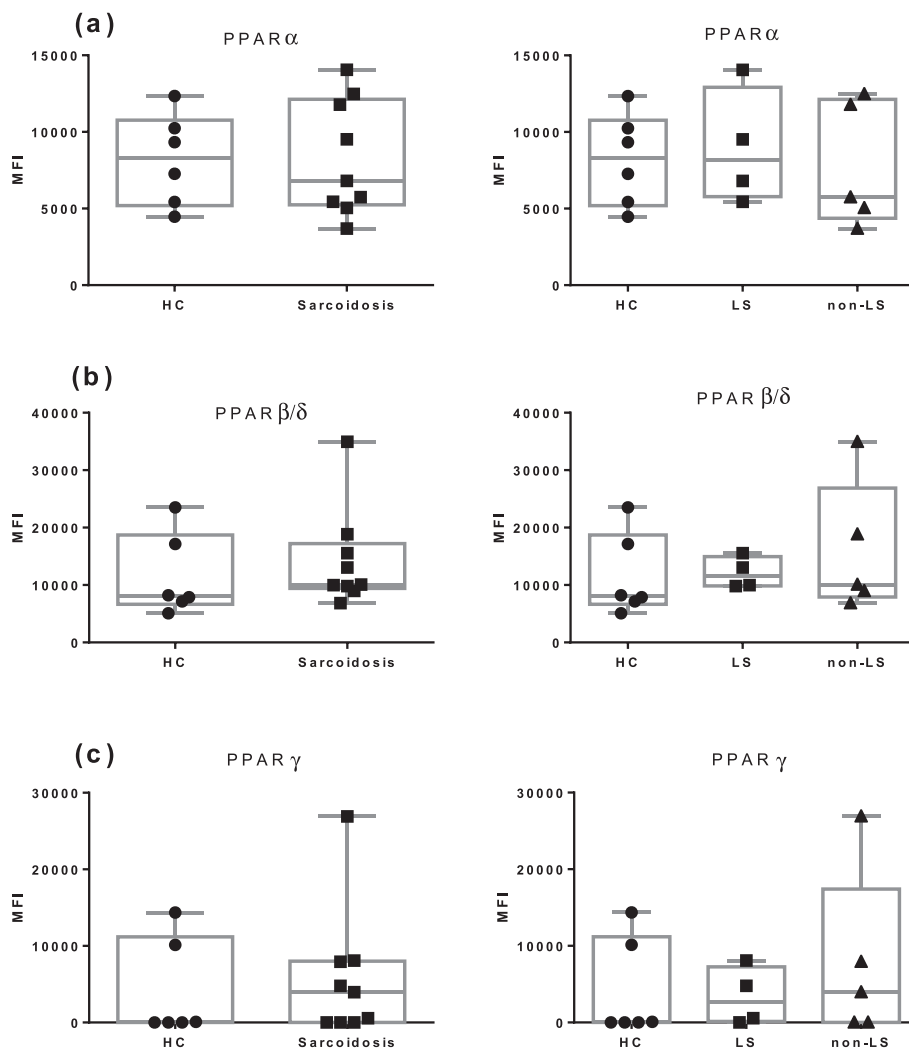 (a)
PPARα
15000
10000
5000
0
MFI
HC Sarcoidosis
PPARα
15000
10000
5000
0
MFI
HC LS non-LS
(b)
PPAR β/δ
40000
30000
20000
10000
0
MFI
HC Sarcoidosis
PPAR β/δ
40000
30000
20000
10000
0
MFI
HC LS non-LS
(c)
PPAR γ
30000
20000
10000
0
MFI
HC Sarcoidosis
PPAR γ
30000
20000
10000
0
MFI
HC LS non-LS